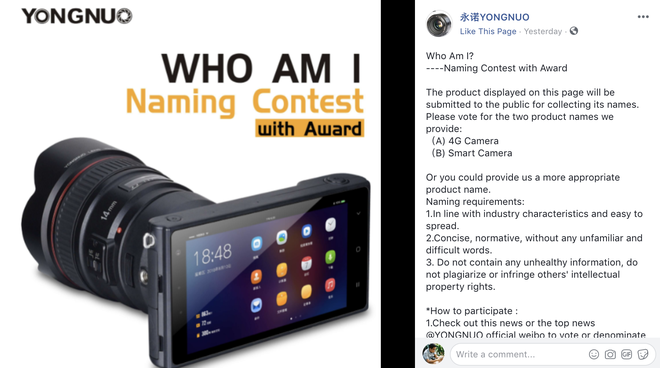 YONGNUO
WHO AM I
Naming Contest
with Award
14mm
18:48
永诺YONGNUO
Like This Page · Yesterday ·
Who Am I?
----Naming Contest with Award
The product displayed on this page will be
submitted to the public for collecting its names.
Please vote for the two product names we
provide:
(A) 4G Camera
(B) Smart Camera
Or you could provide us a more appropriate
product name.
Naming requirements:
1.In line with industry characteristics and easy to
spread.
2.Concise, normative, without any unfamiliar and
difficult words.
3. Do not contain any unhealthy information, do
not plagiarize or infringe others' intellectual
property rights.
*How to participate :
1.Check out this news or the top news
@YONGNUO official weibo to vote or denominate
Write a comment...